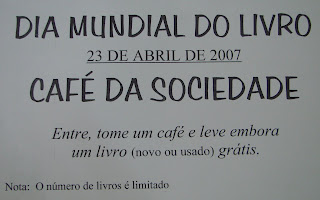 DIA MUNDIAL DO LIVRO
23 DE ABRIL DE 2007
CAFÉ DA SOCIEDADE
Entre, tome um café e leve embora
um livro (novo ou usado) grátis.
Nota: O número de livros é limitado